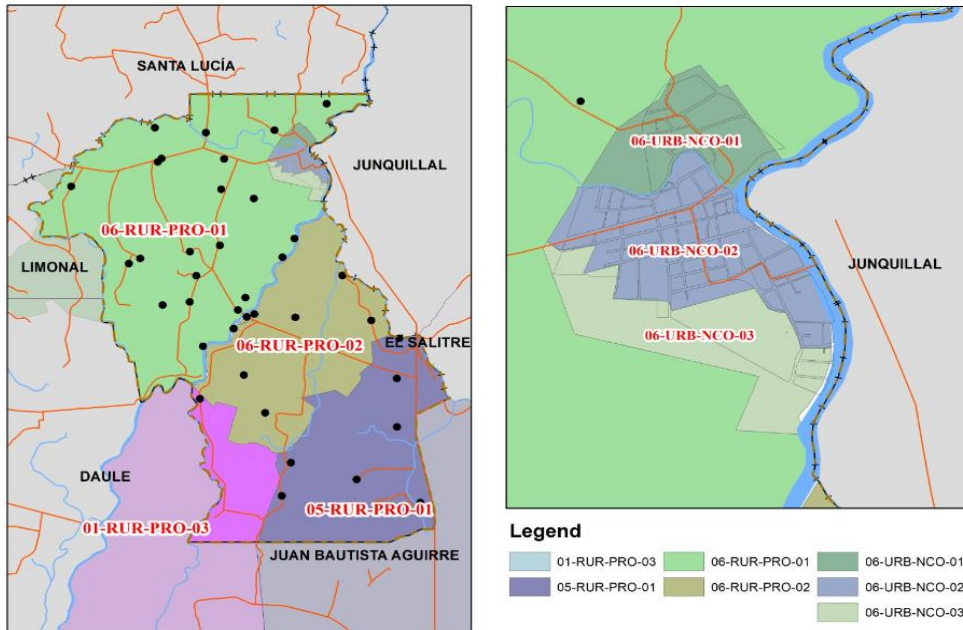 SANTA LUCÍA
JUNQUILLAL
06-RUR-PRO-01
LIMONAL
06-RUR-PRO-02
EL SALITRE
DAULE
01-RUR-PRO-03
05-RUR-PRO-01
JUAN BAUTISTA AGUIRRE
06-URB-NCO-01
06-URB-NCO-02
JUNQUILLAL
06-URB-NCO-03
Legend
01-RUR-PRO-03 06-RUR-PRO-01 06-URB-NCO-01
05-RUR-PRO-01 06-RUR-PRO-02 06-URB-NCO-02
06-URB-NCO-03